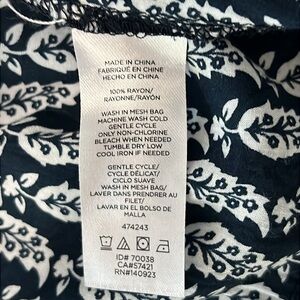 MADE IN CHINA
FABRIQUÉ EN CHINE
HECHO EN CHINA
100% RAYON/
RAYONNE/RAYÓN
WASH IN MESH BAG
MACHINE WASH COLD
GENTLE CYCLE
ONLY NON-CHLORINE
BLEACH WHEN NEEDED
TUMBLE DRY LOW
COOL IRON IF NEEDED
GENTLE CYCLE/
CYCLE DÉLICAT/
CICLO SUAVE
WASH IN MESH BAG/
LAVER DANS PRENDRER AU
FILET/
LAVAR EN EL BOLSO DE
MALLA
474243
ID# 70038
CA#57421
RN#140923